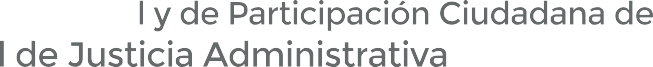 l y de Participación Ciudadana de
l de Justicia Administrativa